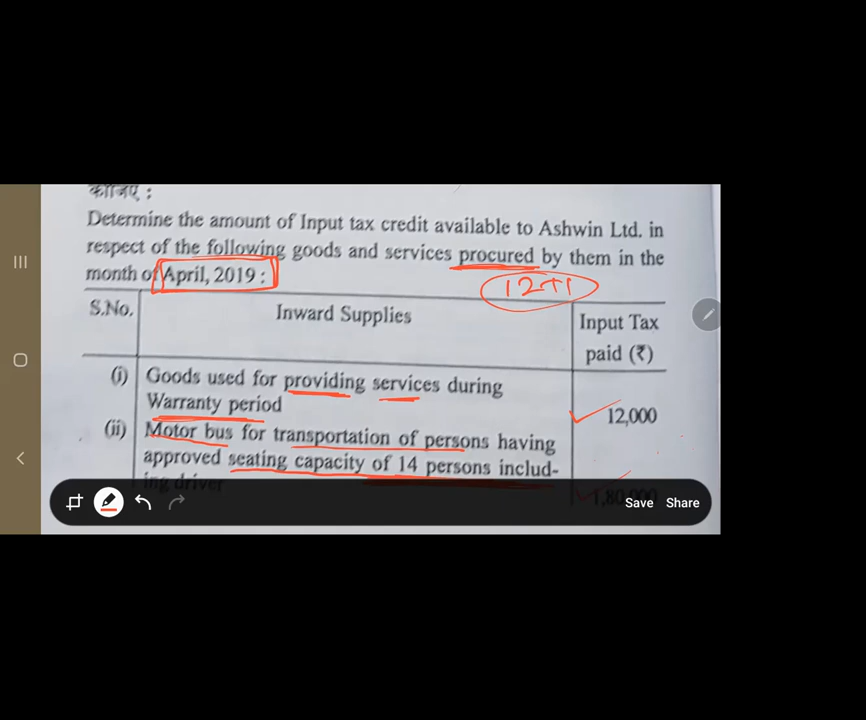 कीजिए :
Determine the amount of Input tax credit available to Ashwin Ltd. in
respect of the following goods and services procured by them in the
month of April, 2019 :
12+1
S.No. Inward Supplies Input Tax
paid (₹)
(i) Goods used for providing services during
Warranty period 12,000
(ii) Motor bus for transportation of persons having
approved seating capacity of 14 persons includ-
ing driver
Save Share